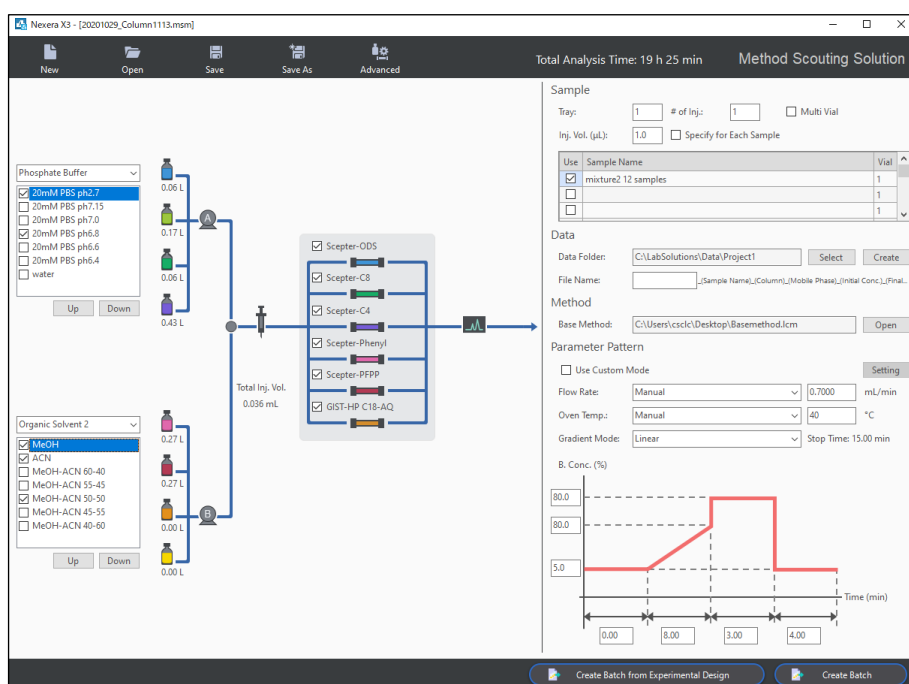 Nexera X3 - [20201029_Column1113.msm]
New
Open
Save
Save As
Advanced
Total Analysis Time: 19 h 25 min
Method Scouting Solution
Phosphate Buffer
20mM PBS ph2.7
20mM PBS ph7.15
20mM PBS ph7.0
20mM PBS ph6.8
20mM PBS ph6.6
20mM PBS ph6.4
water
Up
Down
0.06 L
0.17 L
0.06 L
0.43 L
A
Organic Solvent 2
MeOH
ACN
MeOH-ACN 60-40
MeOH-ACN 55-45
MeOH-ACN 50-50
MeOH-ACN 45-55
MeOH-ACN 40-60
Up
Down
0.27 L
0.27 L
0.00 L
0.00 L
B
Total Inj. Vol.
0.036 mL
Scepter-ODS
Scepter-C8
Scepter-C4
Scepter-Phenyl
Scepter-PFPP
GIST-HP C18-AQ
Sample
Tray: 1 # of Inj.: 1 Multi Vial
Inj. Vol. (µL): 1.0 Specify for Each Sample
Use Sample Name Vial
mixture2 12 samples 1
1
1
Data
Data Folder: C:\LabSolutions\Data\Project1 Select Create
File Name: _(Sample Name)_(Column)_(Mobile Phase)_(Initial Conc.)_(Final...
Method
Base Method: C:\Users\csclc\Desktop\Basemethod.lcm Open
Parameter Pattern
Use Custom Mode Setting
Flow Rate: Manual 0.7000 mL/min
Oven Temp.: Manual 40 °C
Gradient Mode: Linear Stop Time: 15.00 min
B. Conc. (%)
80.0
80.0
5.0
Time (min)
0.00 8.00 3.00 4.00
Create Batch from Experimental Design
Create Batch